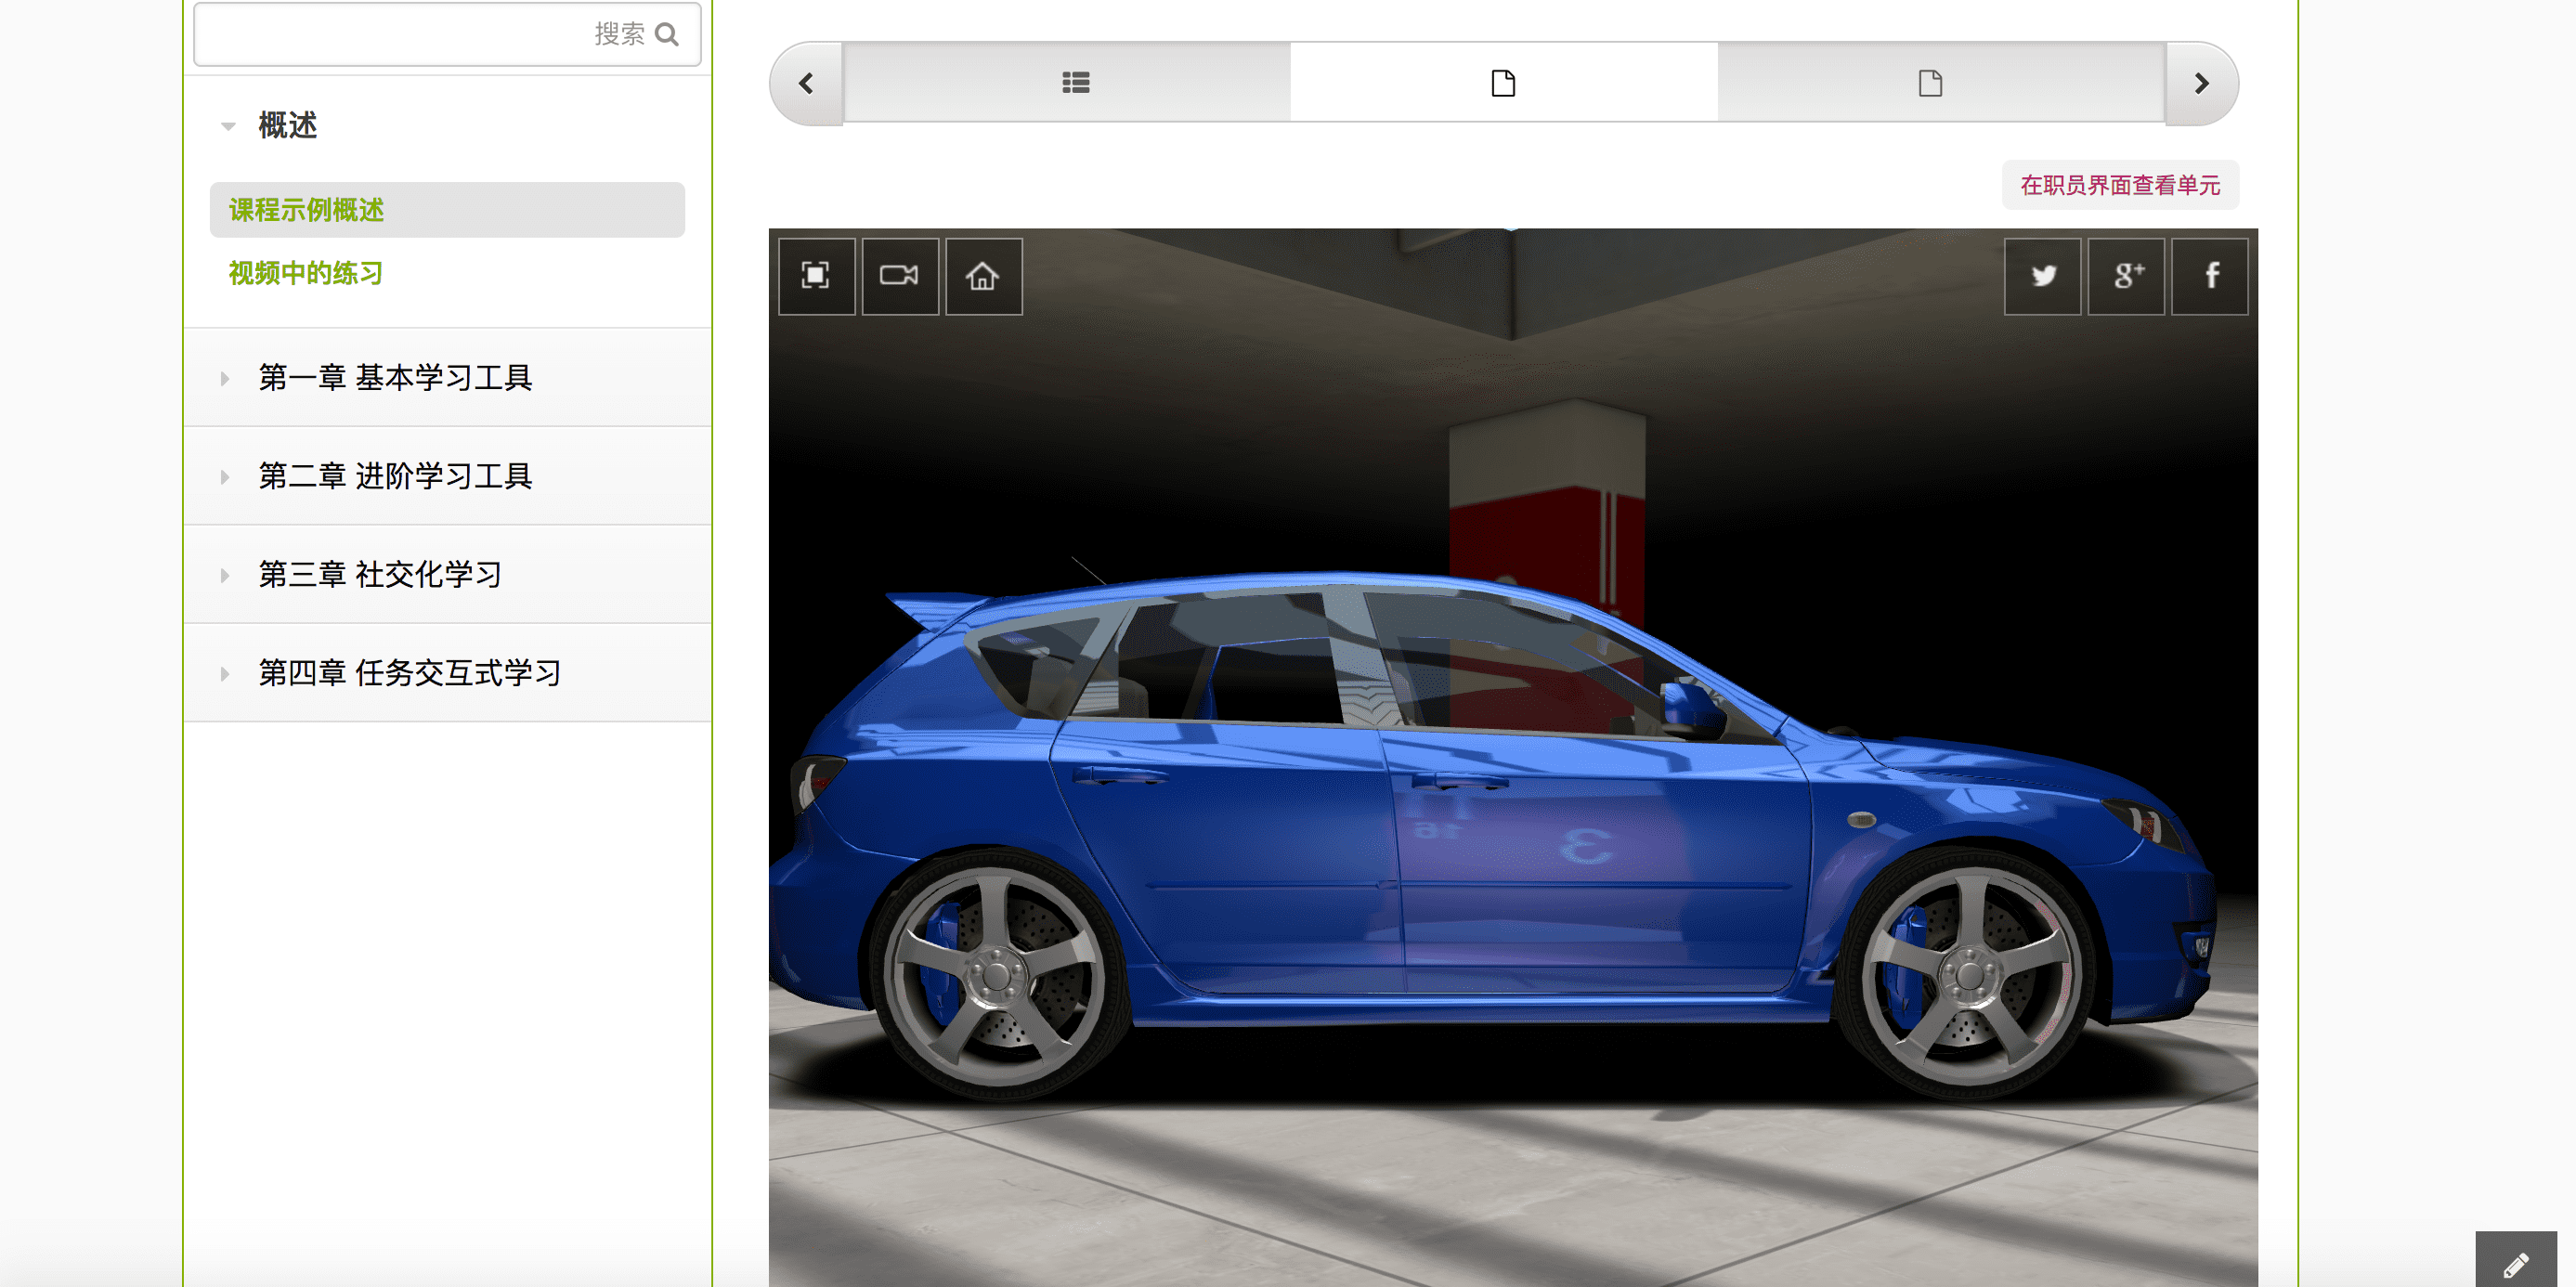 搜索
概述
课程示例概述
视频中的练习
第一章 基本学习工具
第二章 进阶学习工具
第三章 社交化学习
第四章 任务交互式学习
在职员界面查看单元
g+
f
3